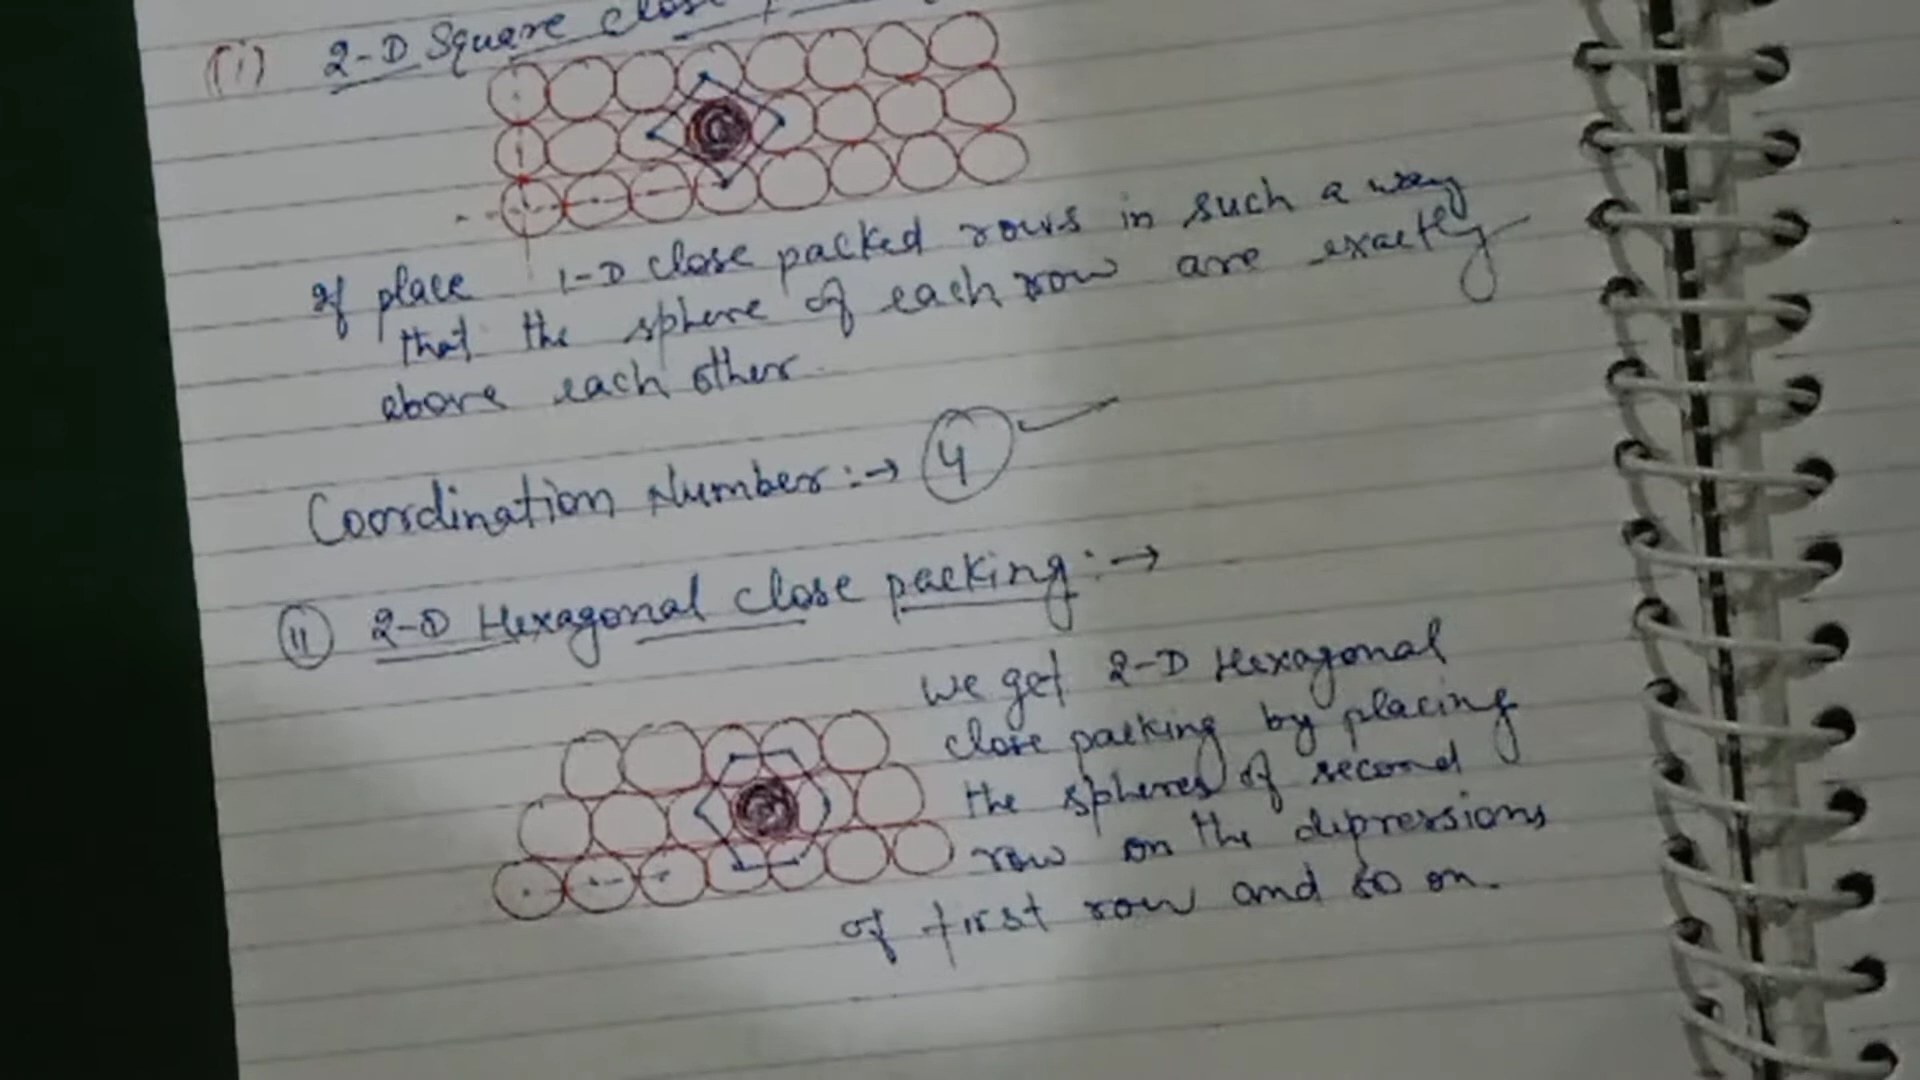 (i) 2-D Square close
If place 1-D close packed rows in such a way
that the sphere of each row are exactly
above each other.
Coordination Number :→ 4
(ii) 2-D Hexagonal close packing :→
We get 2-D Hexagonal
close packing by placing
the spheres of second
row on the depressions
of first row and so on.